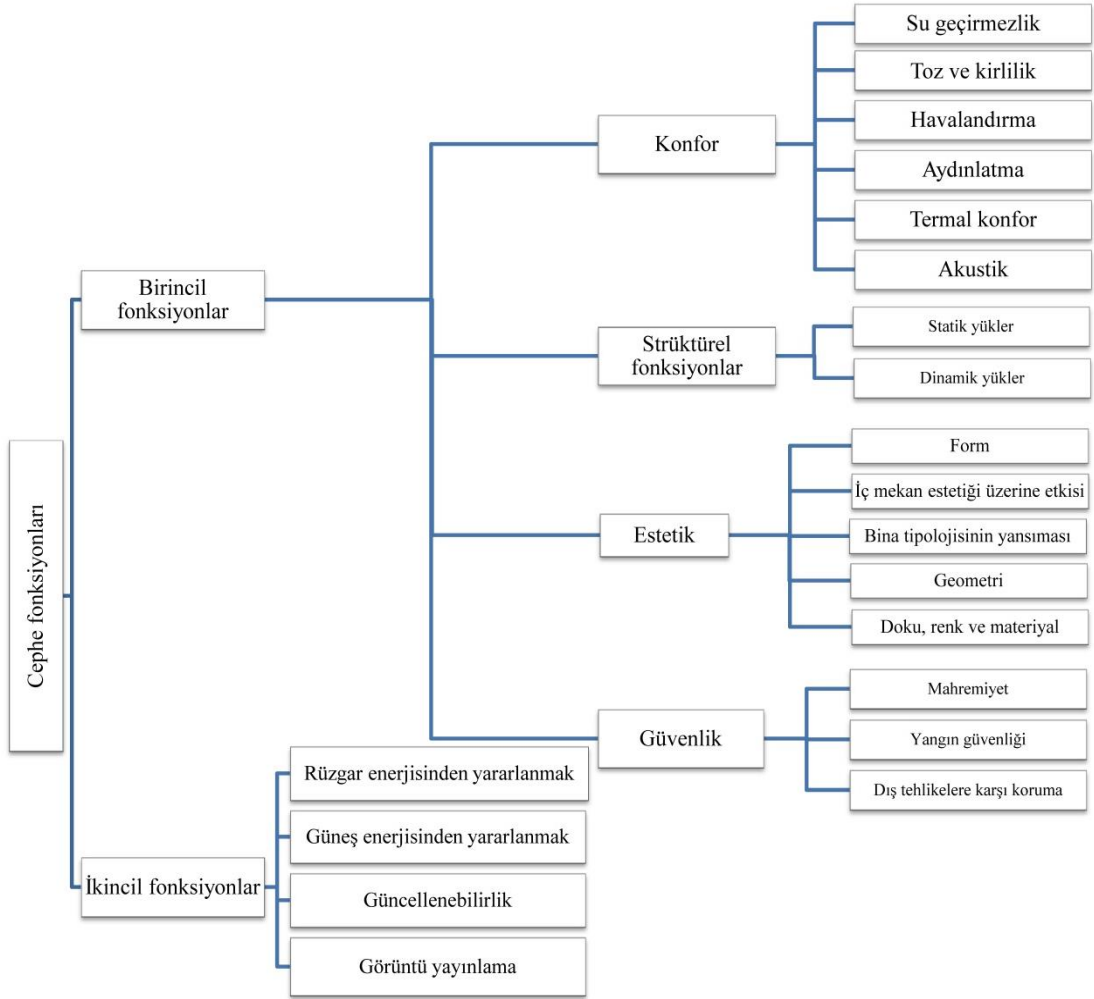 Cephe fonksiyonları
Birincil
fonksiyonlar
Konfor
Su geçirmezlik
Toz ve kirlilik
Havalandırma
Aydınlatma
Termal konfor
Akustik
Strüktürel
fonksiyonlar
Statik yükler
Dinamik yükler
Estetik
Form
İç mekan estetiği üzerine etkisi
Bina tipolojisinin yansıması
Geometri
Doku, renk ve materiyal
Güvenlik
Mahremiyet
Yangın güvenliği
Dış tehlikelere karşı koruma
İkincil fonksiyonlar
Rüzgar enerjisinden yararlanmak
Güneş enerjisinden yararlanmak
Güncellenebilirlik
Görüntü yayınlama